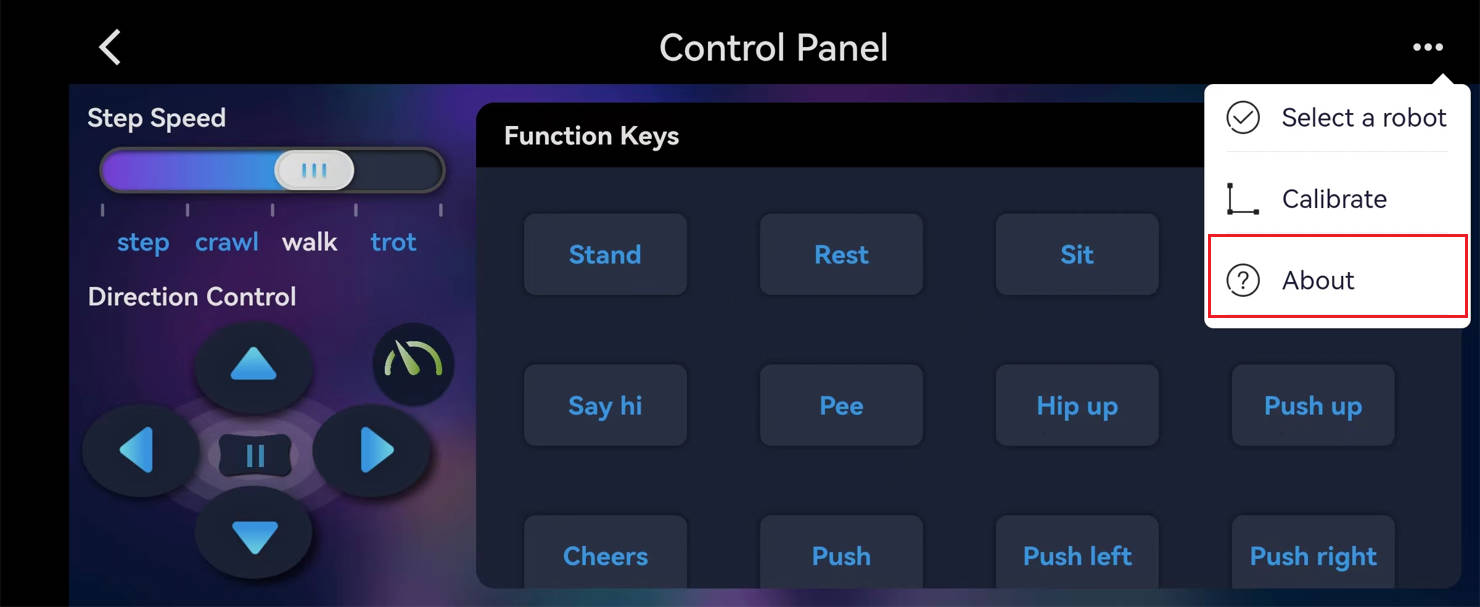 Control Panel
Select a robot
Calibrate
About
Step Speed
step crawl walk trot
Direction Control
Function Keys
Stand Rest Sit
Say hi Pee Hip up Push up
Cheers Push Push left Push right